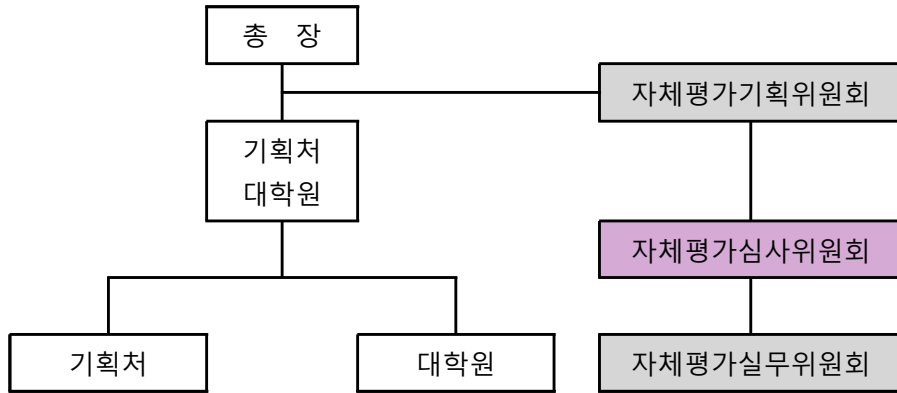 총 장
자체평가기획위원회
기획처
대학원
자체평가심사위원회
기획처
대학원
자체평가실무위원회